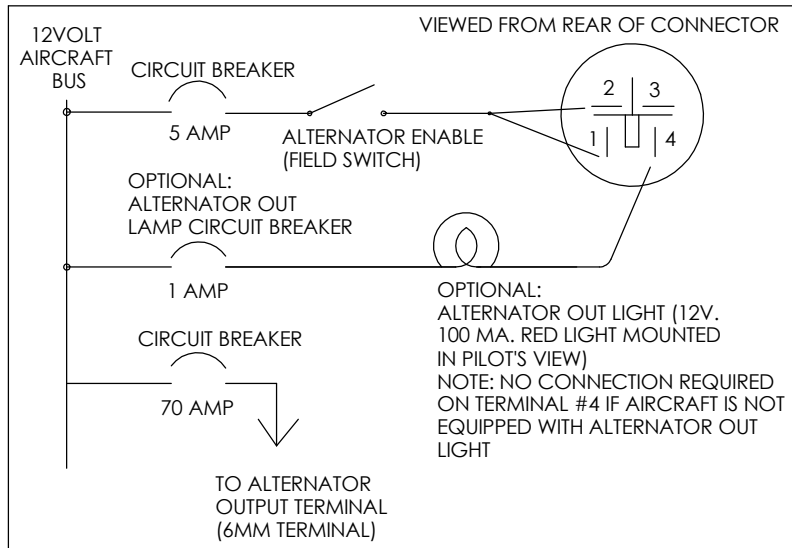 VIEWED FROM REAR OF CONNECTOR
12VOLT
AIRCRAFT
BUS
CIRCUIT BREAKER
5 AMP
ALTERNATOR ENABLE
(FIELD SWITCH)
2
3
1
4
OPTIONAL:
ALTERNATOR OUT
LAMP CIRCUIT BREAKER
1 AMP
OPTIONAL:
ALTERNATOR OUT LIGHT (12V.
100 MA. RED LIGHT MOUNTED
IN PILOT'S VIEW)
NOTE: NO CONNECTION REQUIRED
ON TERMINAL #4 IF AIRCRAFT IS NOT
EQUIPPED WITH ALTERNATOR OUT
LIGHT
CIRCUIT BREAKER
70 AMP
TO ALTERNATOR
OUTPUT TERMINAL
(6MM TERMINAL)